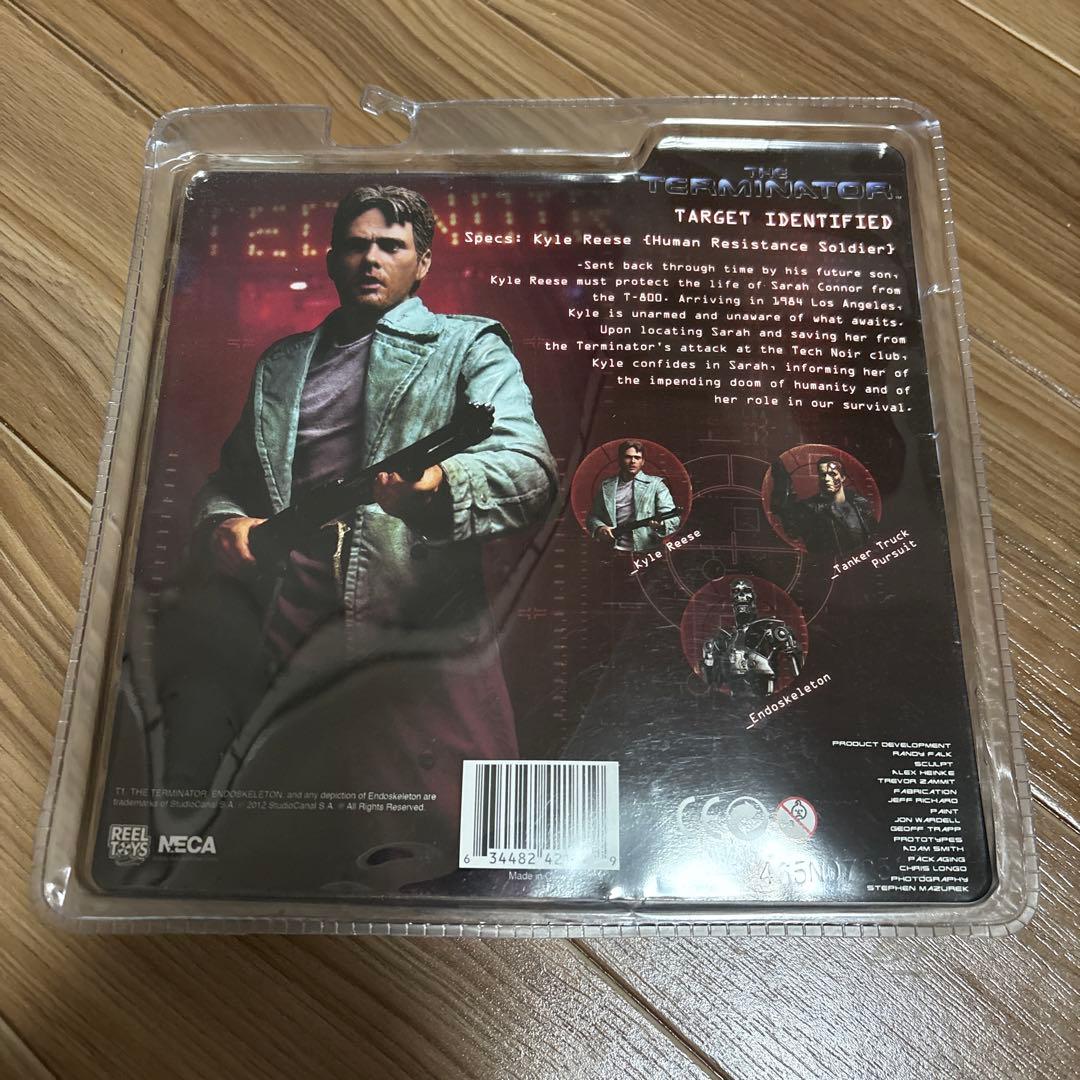 THE
TERMINATOR™
TARGET IDENTIFIED
Specs: Kyle Reese {Human Resistance Soldier}
-Sent back through time by his future son,
Kyle Reese must protect the life of Sarah Connor from
the T-800. Arriving in 1984 Los Angeles,
Kyle is unarmed and unaware of what awaits.
Upon locating Sarah and saving her from
the Terminator's attack at the Tech Noir club,
Kyle confides in Sarah, informing her of
the impending doom of humanity and of
her role in our survival.
_Kyle Reese
_Tanker Truck
Pursuit
_Endoskeleton
PRODUCT DEVELOPMENT
RANDY FALK
SCULPT
ALEX HEINKE
TREVOR ZAMMIT
FABRICATION
JEFF RICHARD
PAINT
JON WARDELL
GEOFF TRAPP
PROTOTYPES
ADAM SMITH
PACKAGING
CHRIS LONGO
PHOTOGRAPHY
STEPHEN MAZUREK
T1, THE TERMINATOR, ENDOSKELETON, and any depiction of Endoskeleton are
trademarks of StudioCanal S.A. 2012 StudioCanal S.A. ® All Rights Reserved.
REEL
TOYS
NECA
6 34482 42 9
Made in